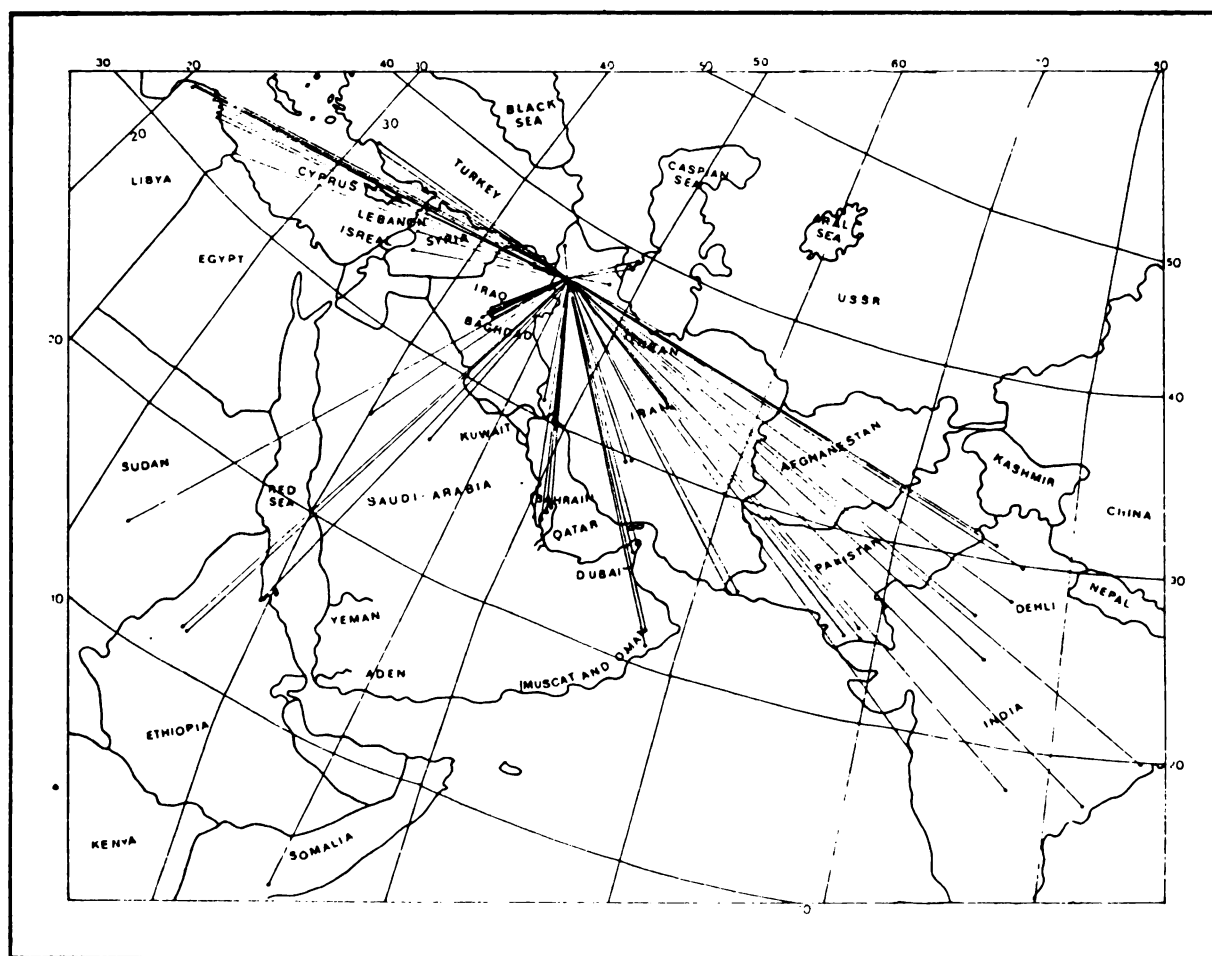 30
20
40
30
40
50
50
60
70
80
BLACK
SEA
20
30
CASPIAN
SEA
TURKEY
LIBYA
CYPRUS
ARAL
SEA
LEBANON
ISREAL
SYRIA
EGYPT
50
USSR
IRAQ
BAGHDAD
20
40
IRAN
AFGHANESTAN
KUWAIT
SUDAN
KASHMIR
RED
SEA
SAUDI-ARABIA
BAHRAIN
CHINA
QATAR
PAKISTAN
DUBAI
30
NEPAL
10
DEHLI
YEMAN
ADEN
MUSCAT AND OMAN
INDIA
ETHIOPIA
20
KENYA
SOMALIA